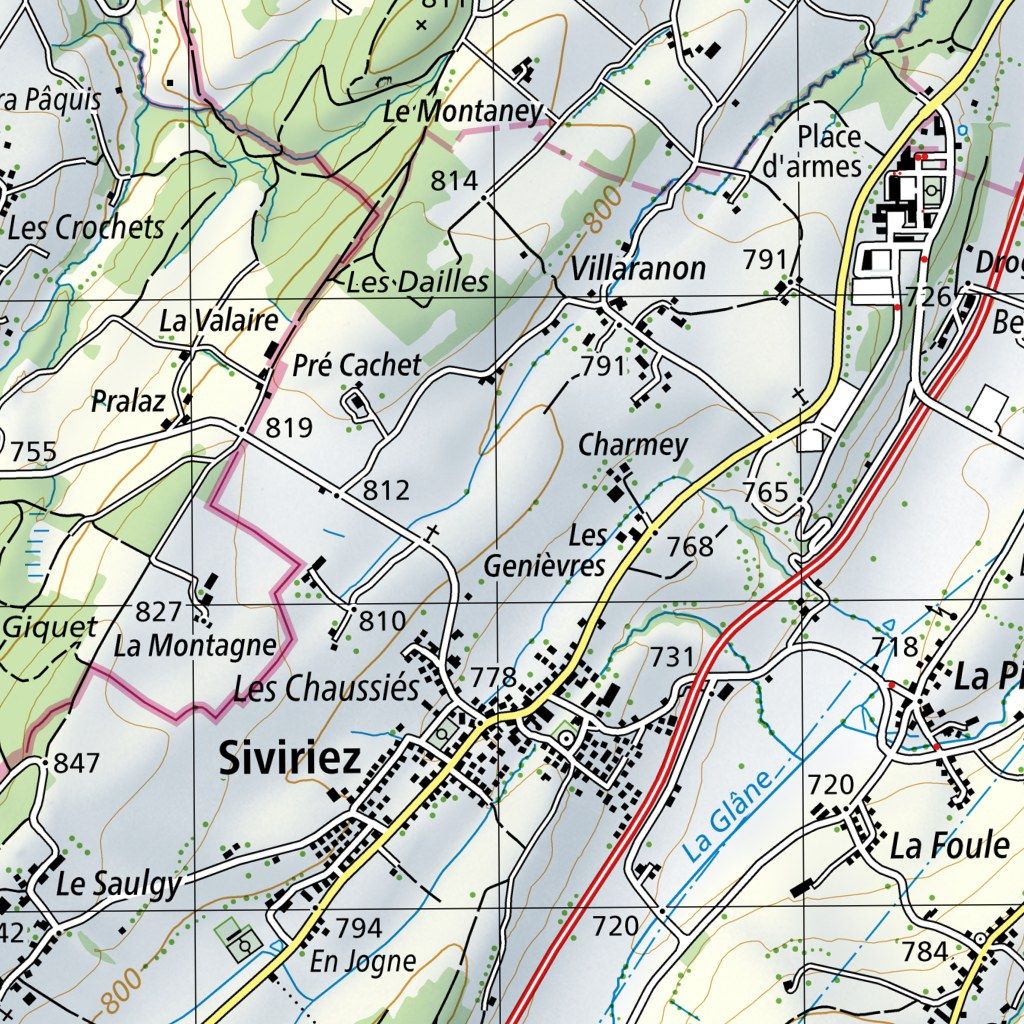 Pâquis
Le Montaney
Place
d'armes
814
800
Les Crochets
Villaranon
791
Les Dailles
726
La Valaire
Pré Cachet
791
Pralaz
819
Charmey
755
812
765
Les
Genièvres
768
827
810
Giquet
La Montagne
731
718
778
Les Chaussiés
Siviriez
847
La Glâne
720
La Foule
Le Saulgy
794
720
784
En Jogne
800